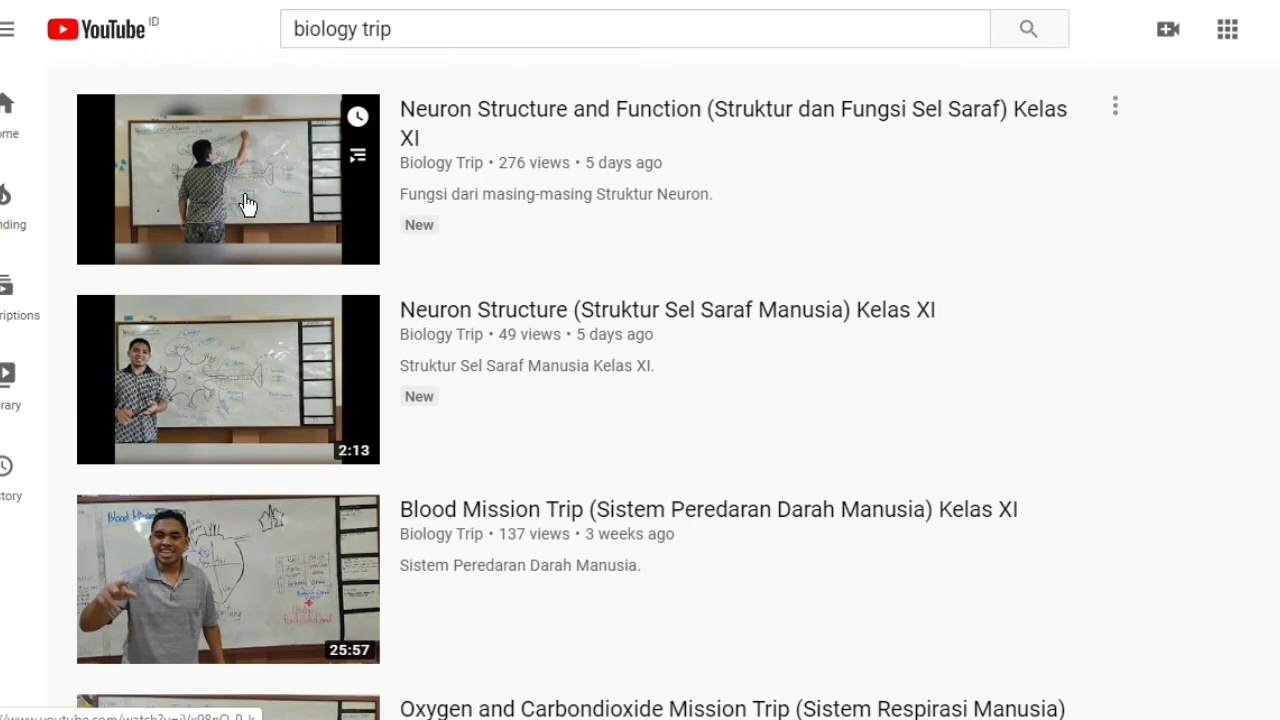 YouTube ID
biology trip
Neuron Structure and Function (Struktur dan Fungsi Sel Saraf) Kelas
XI
Biology Trip • 276 views • 5 days ago
Fungsi dari masing-masing Struktur Neuron.
New
ome
nding
Neuron Structure (Struktur Sel Saraf Manusia) Kelas XI
Biology Trip • 49 views • 5 days ago
riptions
Struktur Sel Saraf Manusia Kelas XI.
New
rary
2:13
story
Blood Mission Trip (Sistem Peredaran Darah Manusia) Kelas XI
Biology Trip • 137 views • 3 weeks ago
Sistem Peredaran Darah Manusia.
Blood
25:57
Oxygen and Carbondioxide Mission Trip (Sistem Respirasi Manusia)